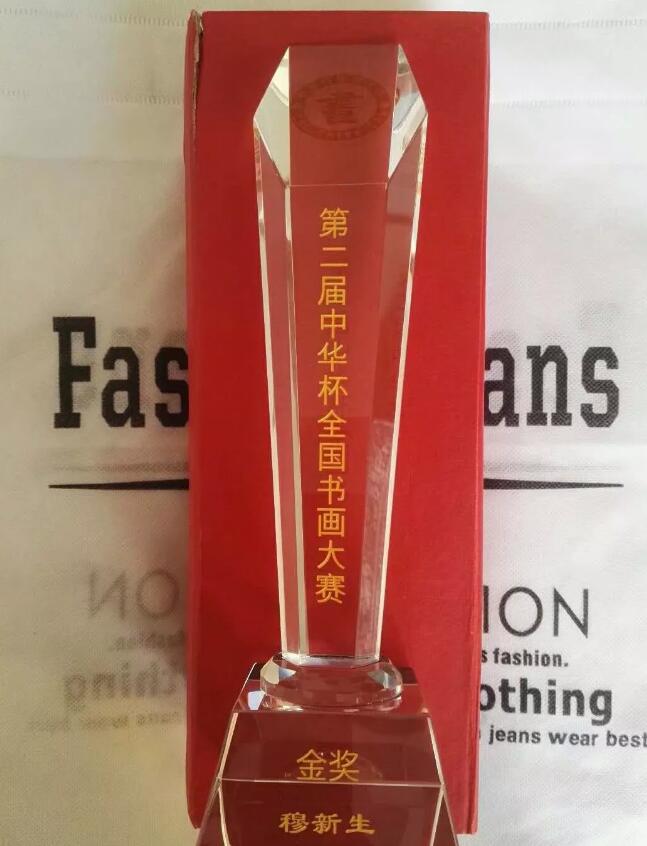 第二届中华杯全国书画大赛
金奖
穆新生
Fas
ans
ION
s fashion.
othing
jeans wear best